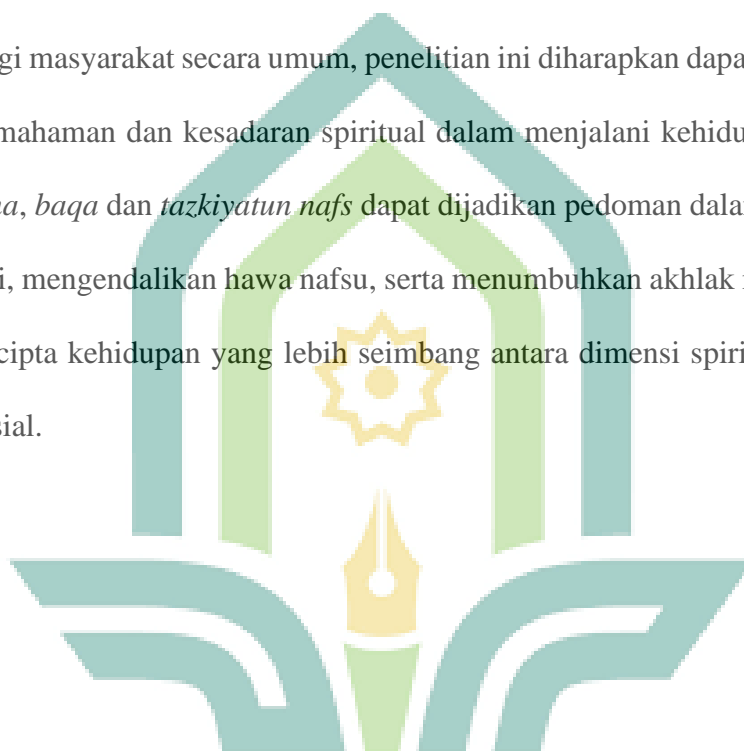 gi masyarakat secara umum, penelitian ini diharapkan dapa
mahaman dan kesadaran spiritual dalam menjalani kehidu
a, baqa dan tazkiyatun nafs dapat dijadikan pedoman dala
i, mengendalikan hawa nafsu, serta menumbuhkan akhlak
cipta kehidupan yang lebih seimbang antara dimensi spiri
sial.